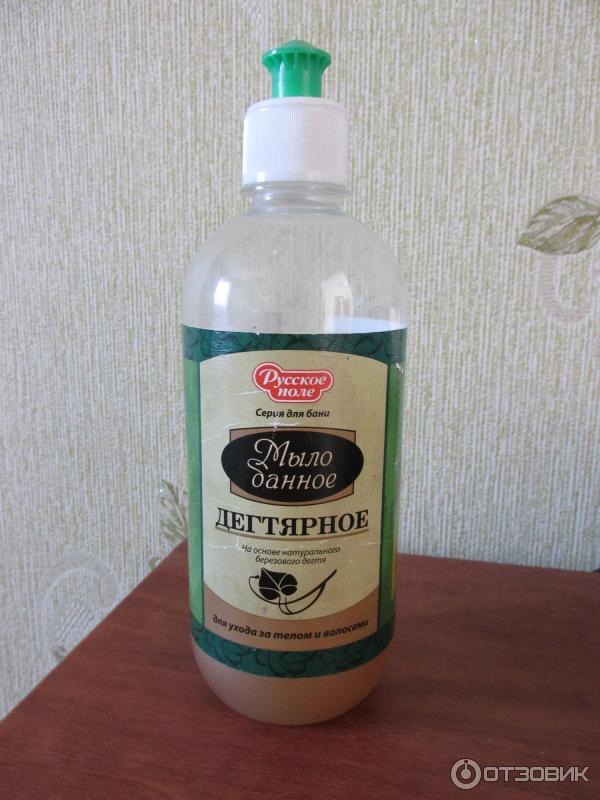 Русское
поле
Серия для бани
Мыло
банное
ДЕГТЯРНОЕ
На основе натурального
березового дегтя
для ухода за телом и волосами
ОТЗОВИК